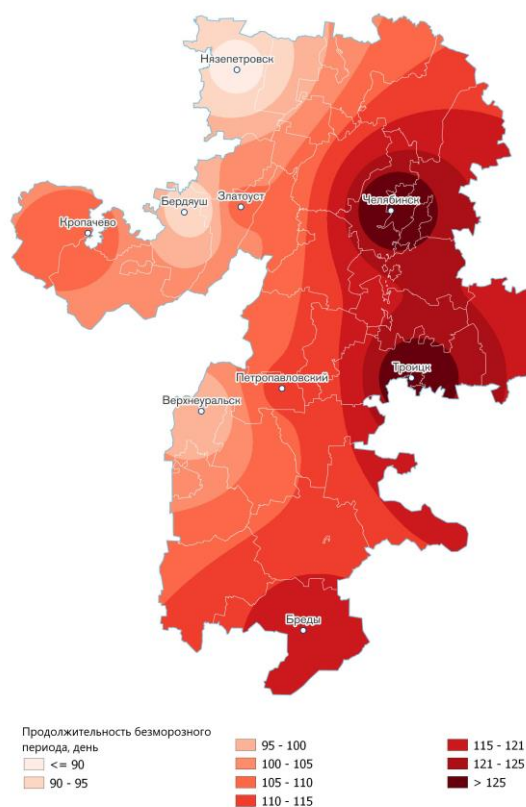 Нязепетровск
Бердяуш
Златоуст
Челябинск
Кропачево
Петропавловский
Троицк
Верхнеуральск
Бреды
Продолжительность безморозного
периода, день
<= 90
90 - 95
95 - 100
100 - 105
105 - 110
110 - 115
115 - 121
121 - 125
> 125